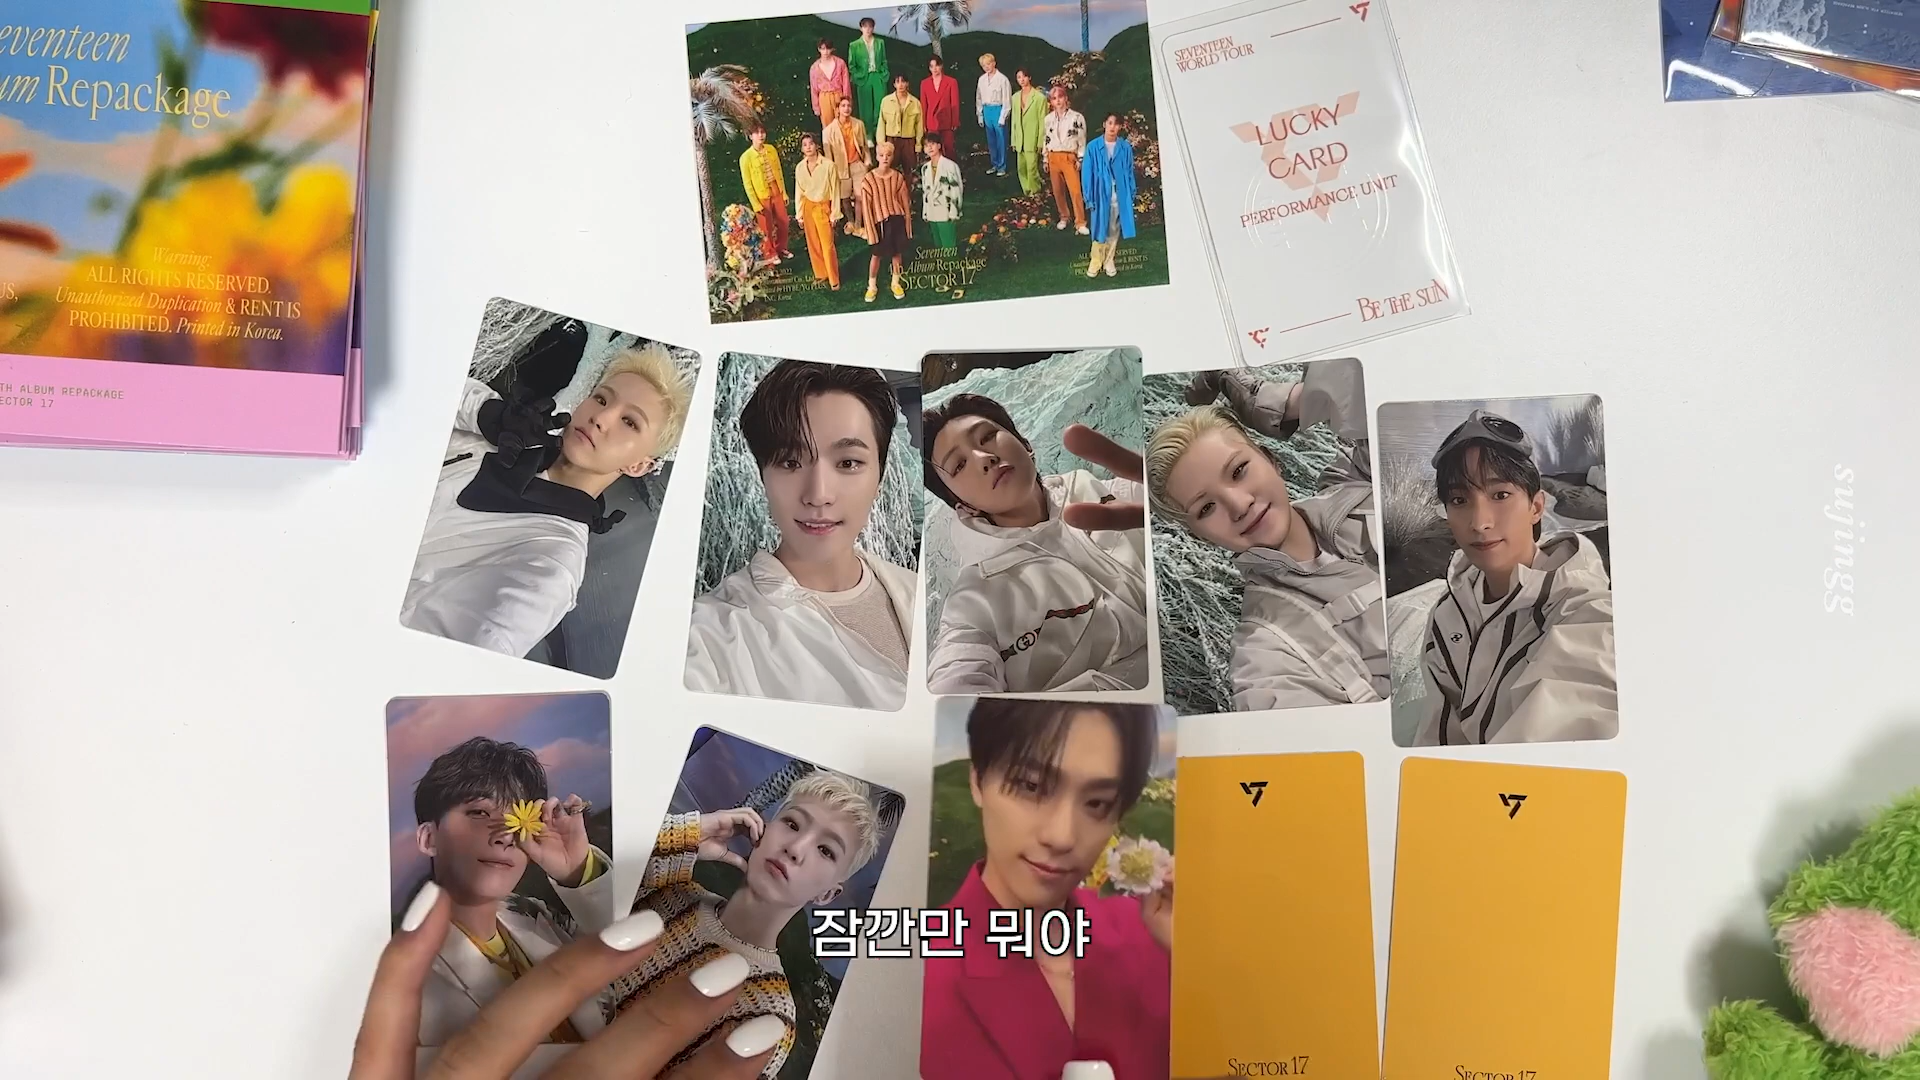 Seventeen
Album Repackage
Warning:
ALL RIGHTS RESERVED.
Unauthorized Duplication & RENT IS
PROHIBITED. Printed in Korea.
TH ALBUM REPACKAGE
SECTOR 17
Seventeen
Album Repackage
SECTOR 17
SEVENTEEN
WORLD TOUR
LUCKY
CARD
PERFORMANCE UNIT
BE THE SUN
sujingg
잠깐만 뭐야
SECTOR 17
SECTOR 17